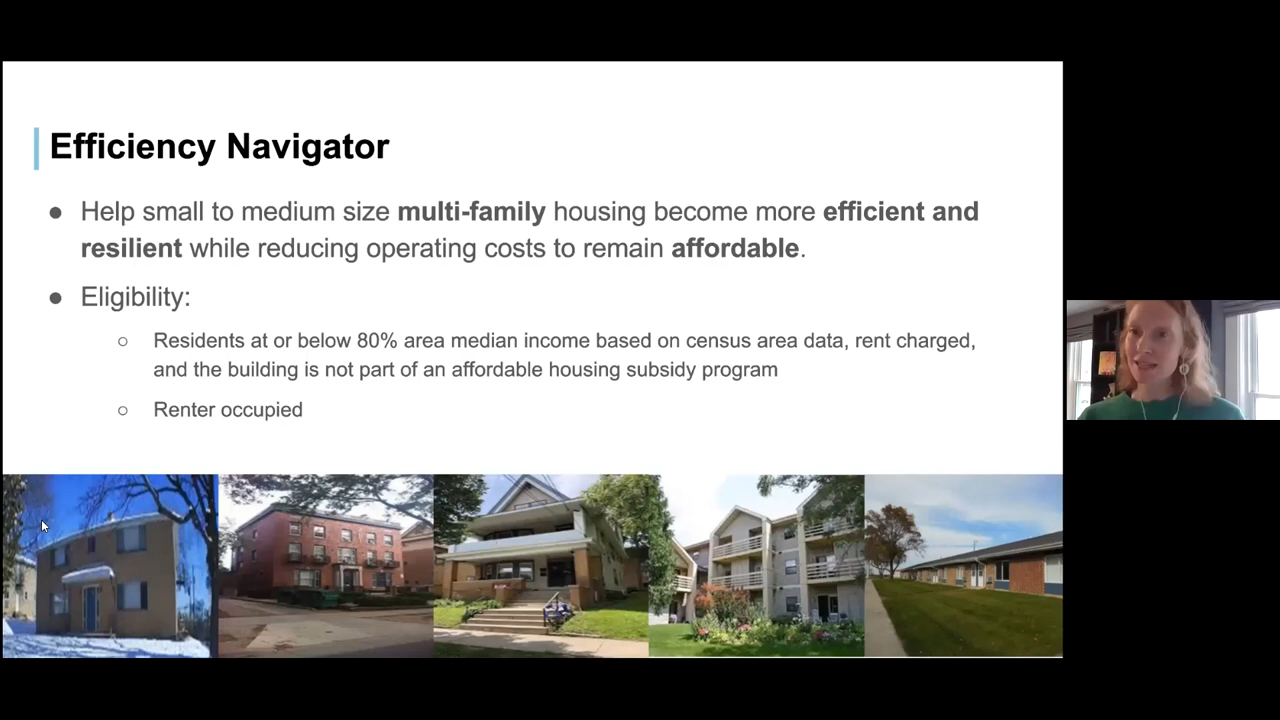 Efficiency Navigator
● Help small to medium size multi-family housing become more efficient and
resilient while reducing operating costs to remain affordable.
● Eligibility:
○ Residents at or below 80% area median income based on census area data, rent charged,
and the building is not part of an affordable housing subsidy program
○ Renter occupied